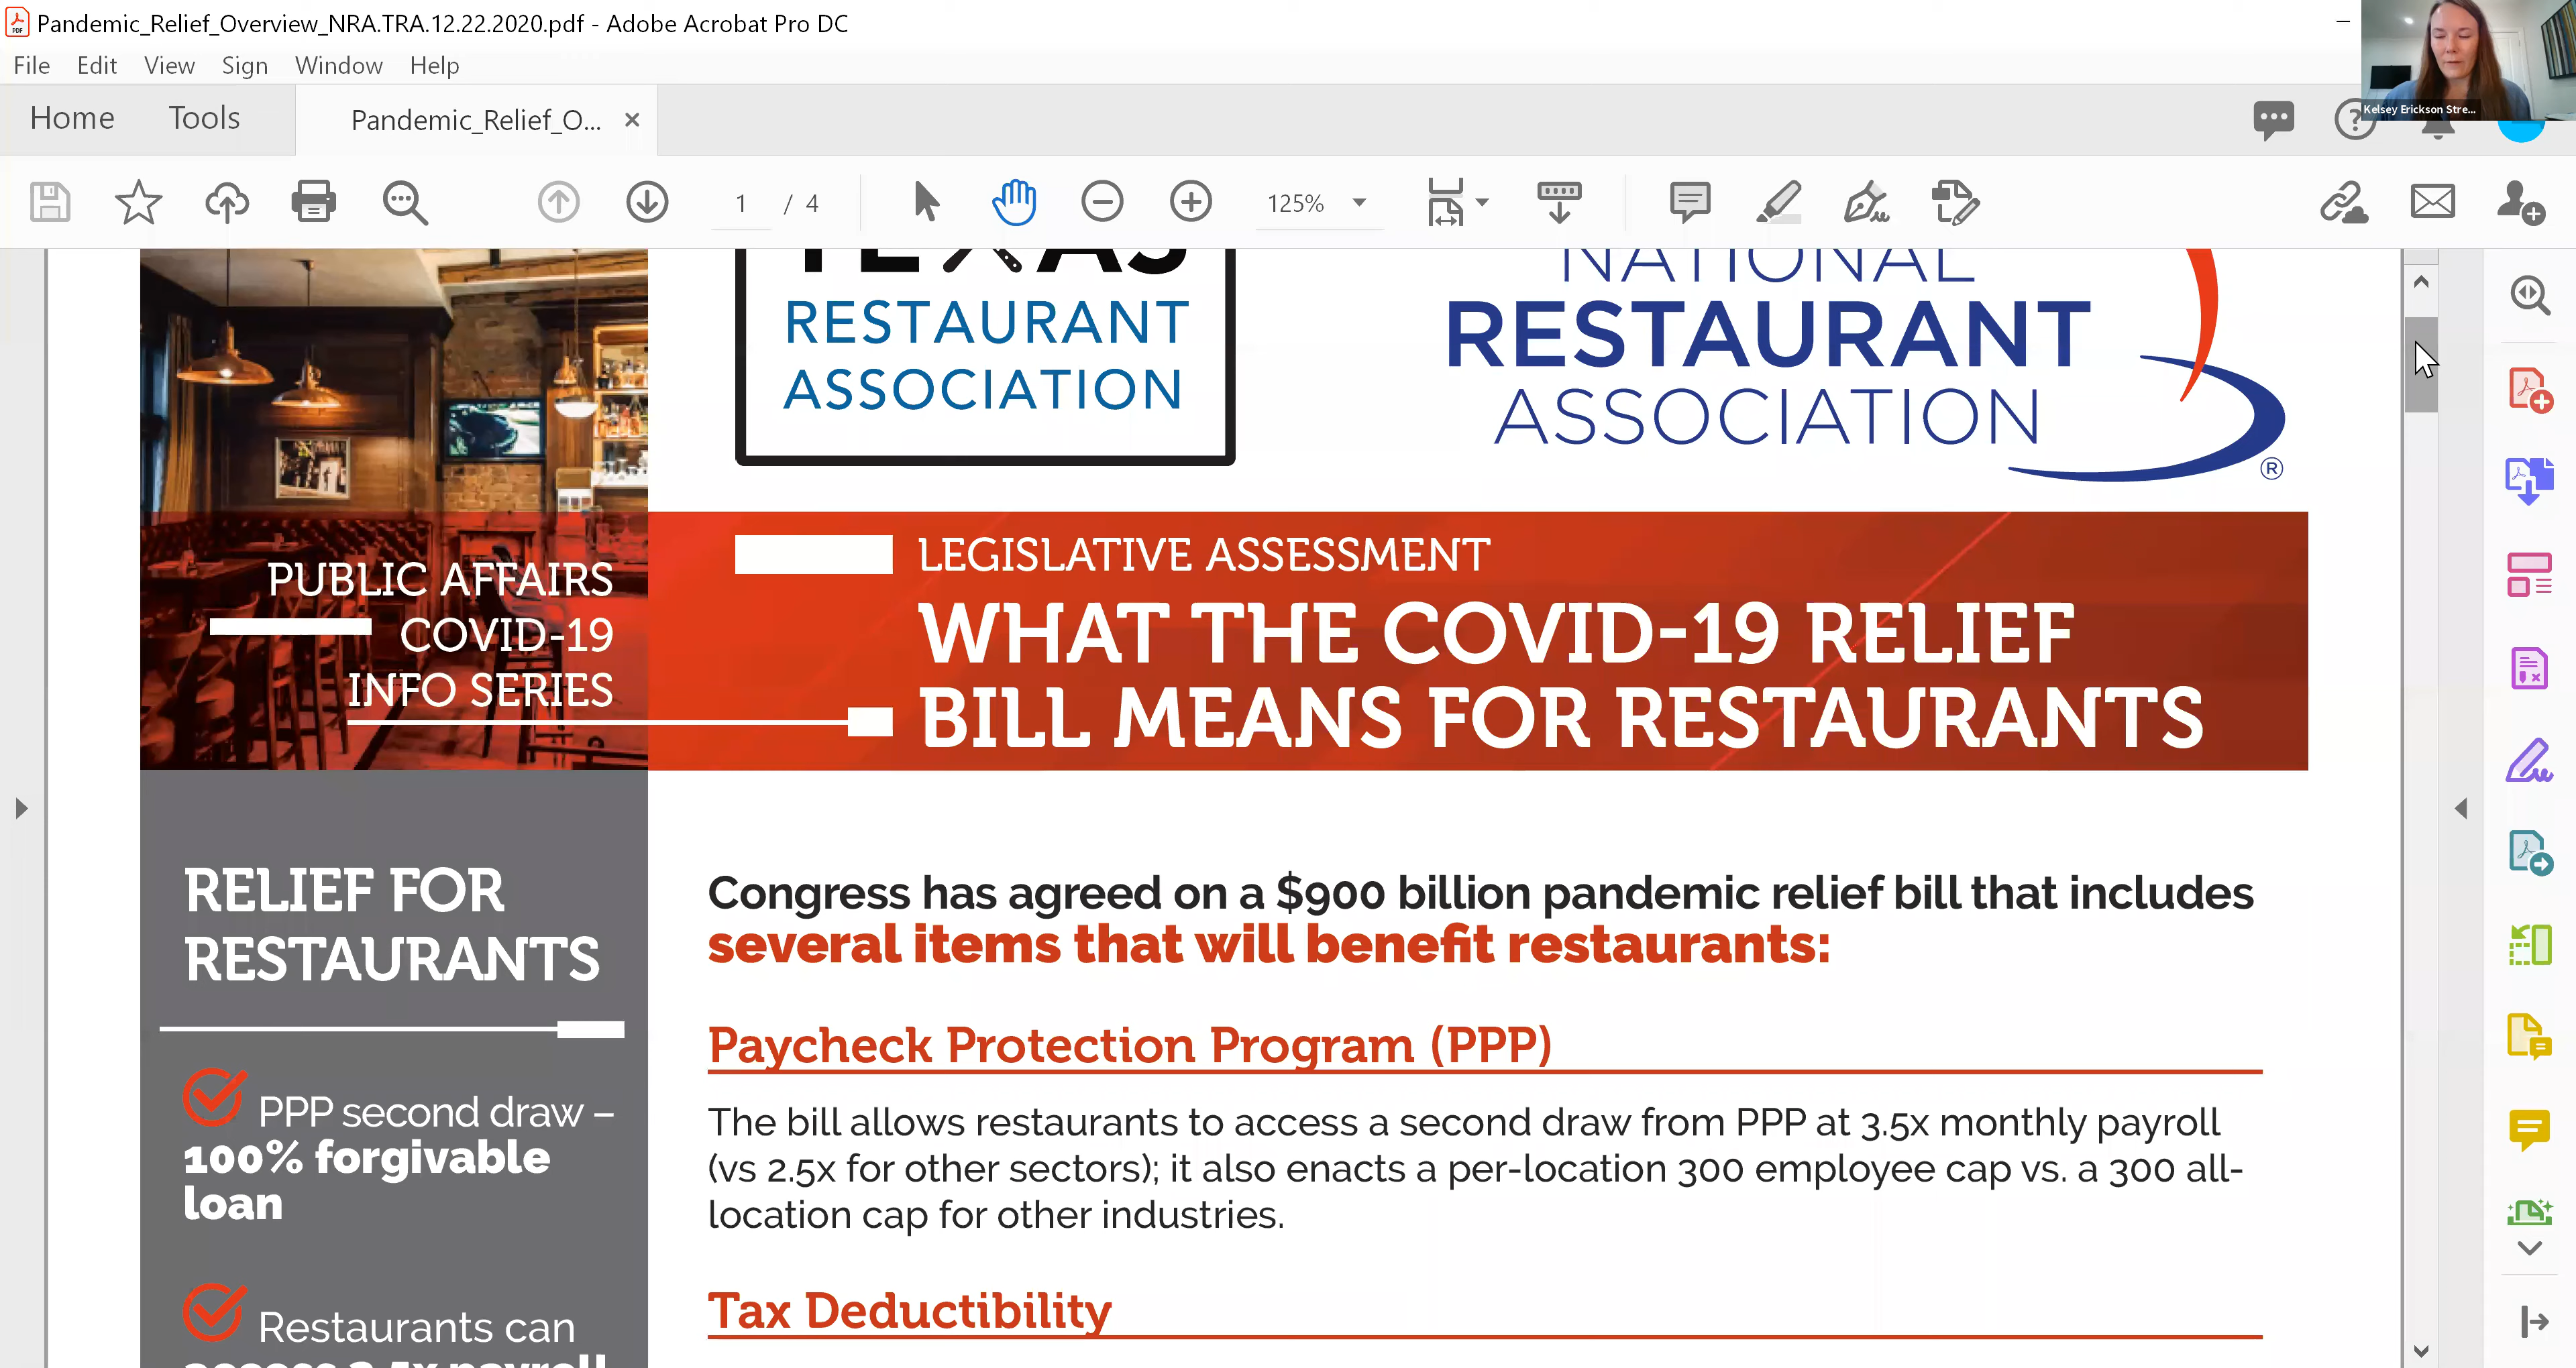 Pandemic_Relief_Overview_NRA.TRA.12.22.2020.pdf - Adobe Acrobat Pro DC
File Edit View Sign Window Help
Home Tools Pandemic_Relief_O... ×
Kelsey Erickson Stre...
1 / 4 125%
TEXAS
RESTAURANT
ASSOCIATION
NATIONAL
RESTAURANT
ASSOCIATION
®
PUBLIC AFFAIRS
COVID-19
INFO SERIES
LEGISLATIVE ASSESSMENT
WHAT THE COVID-19 RELIEF
BILL MEANS FOR RESTAURANTS
RELIEF FOR
RESTAURANTS
PPP second draw –
100% forgivable
loan
Restaurants can
access 3.5x payroll
Congress has agreed on a $900 billion pandemic relief bill that includes
several items that will benefit restaurants:
Paycheck Protection Program (PPP)
The bill allows restaurants to access a second draw from PPP at 3.5x monthly payroll
(vs 2.5x for other sectors); it also enacts a per-location 300 employee cap vs. a 300 all-
location cap for other industries.
Tax Deductibility